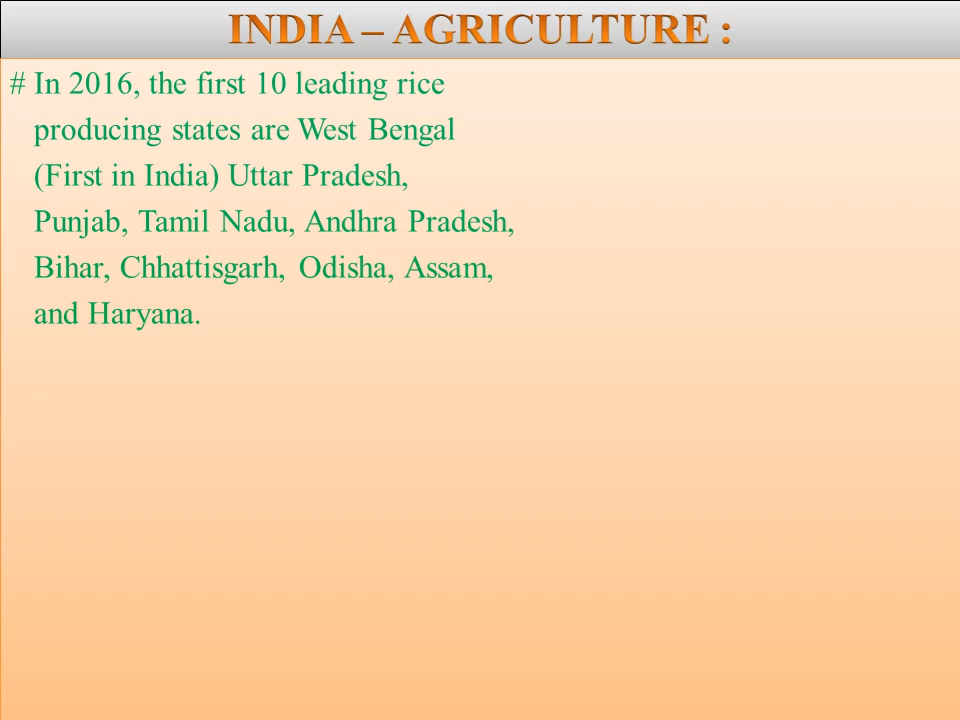 INDIA – AGRICULTURE :
# In 2016, the first 10 leading rice
producing states are West Bengal
(First in India) Uttar Pradesh,
Punjab, Tamil Nadu, Andhra Pradesh,
Bihar, Chhattisgarh, Odisha, Assam,
and Haryana.